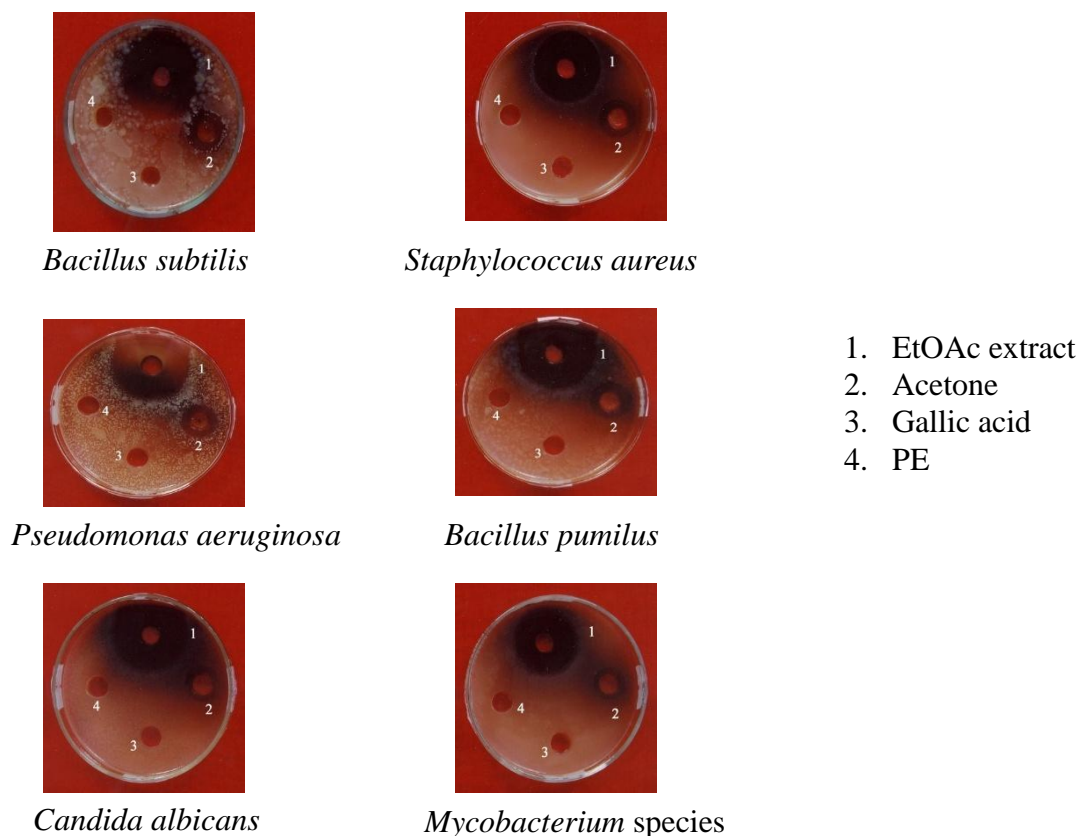 1
4
2
3
Bacillus subtilis
1
4
2
3
Staphylococcus aureus
1
4
2
3
Pseudomonas aeruginosa
1
4
2
3
Bacillus pumilus
1. EtOAc extract
2. Acetone
3. Gallic acid
4. PE
1
4
2
3
Candida albicans
1
4
2
3
Mycobacterium species